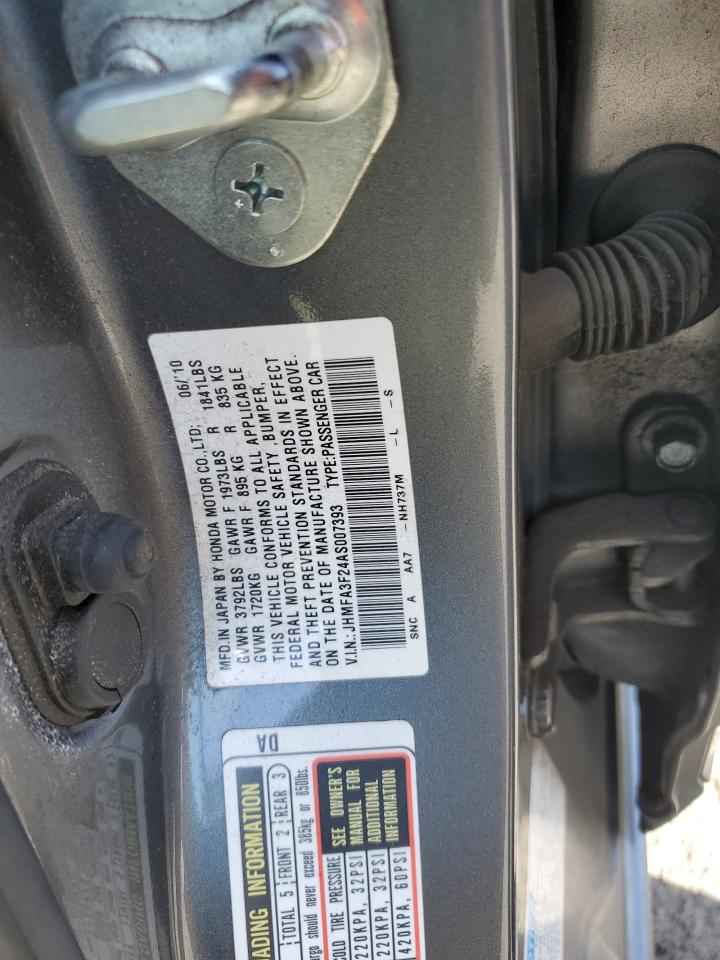 MFD.IN JAPAN BY HONDA MOTOR CO.,LTD; 06/'10
GVWR 3792LBS GAWR F 1973LBS R 1841LBS
GVWR 1720KG GAWR F 895 KG R 835 KG
THIS VEHICLE CONFORMS TO ALL APPLICABLE
FEDERAL MOTOR VEHICLE SAFETY ,BUMPER,
AND THEFT PREVENTION STANDARDS IN EFFECT
ON THE DATE OF MANUFACTURE SHOWN ABOVE.
V.I.N.:JHMFA3F24AS007393 TYPE:PASSENGER CAR
SNC A AA7 -NH737M -L -S
DA
LOADING INFORMATION
TOTAL 5 FRONT 2 REAR 3
cargo should never exceed 385kg or 850lbs.
COLD TIRE PRESSURE
220KPA, 32PSI
220KPA, 32PSI
420KPA, 60PSI
SEE OWNER'S
MANUAL FOR
ADDITIONAL
INFORMATION